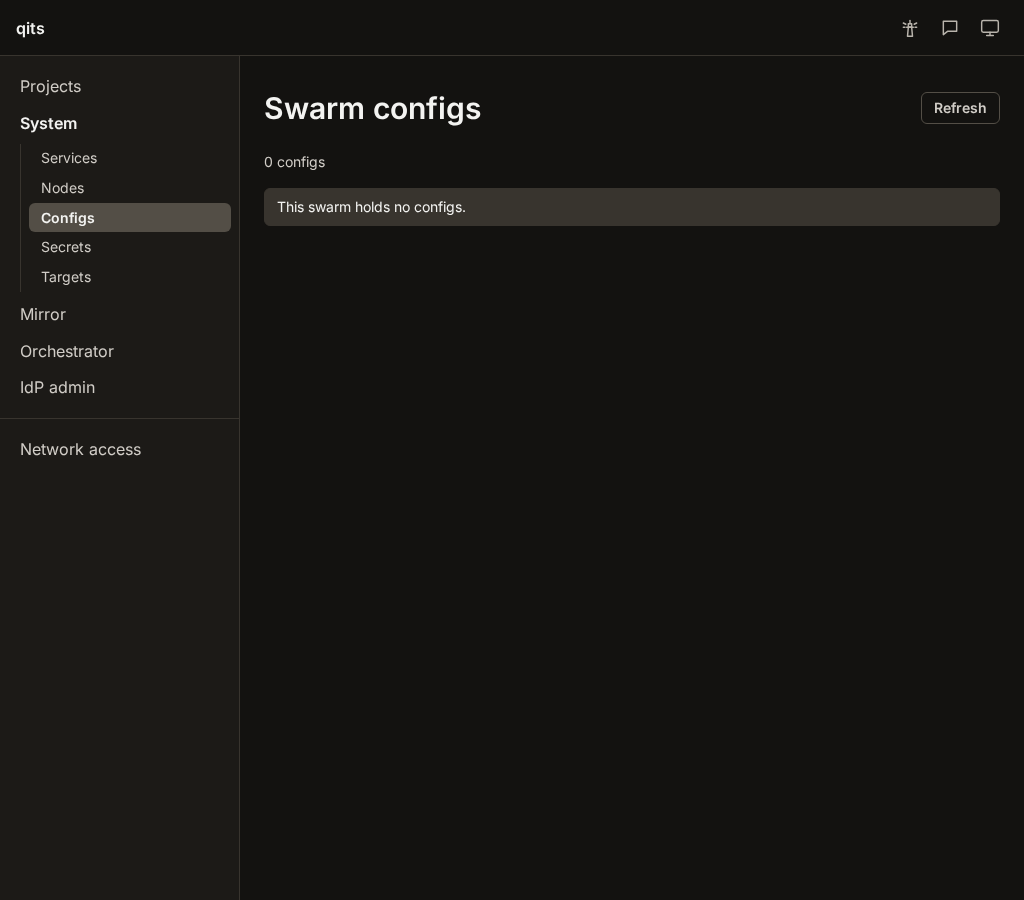 qits
Projects
System
Services
Nodes
Configs
Secrets
Targets
Mirror
Orchestrator
IdP admin
Network access
Swarm configs
Refresh
0 configs
This swarm holds no configs.